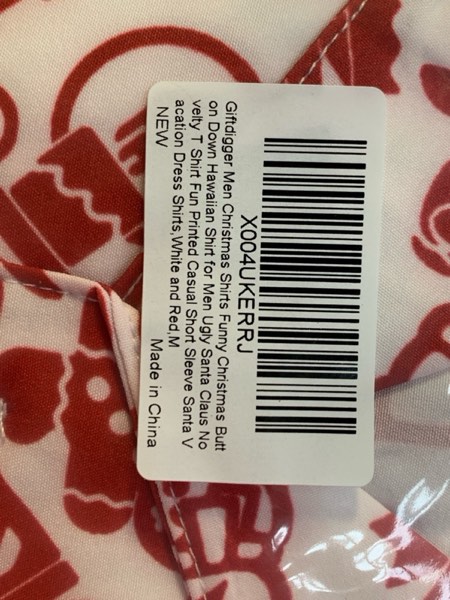 X004UKERRJ
Giftdigger Men Christmas Shirts Funny Christmas Butt
on Down Hawaiian Shirt for Men Ugly Santa Claus No
velty T Shirt Fun Printed Casual Short Sleeve Santa V
acation Dress Shirts,White and Red,M
NEW
Made in China